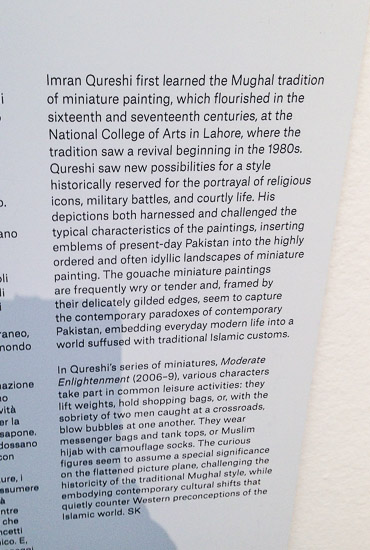 Imran Qureshi first learned the Mughal tradition
of miniature painting, which flourished in the
sixteenth and seventeenth centuries, at the
National College of Arts in Lahore, where the
tradition saw a revival beginning in the 1980s.
Qureshi saw new possibilities for a style
historically reserved for the portrayal of religious
icons, military battles, and courtly life. His
depictions both harnessed and challenged the
typical characteristics of the paintings, inserting
emblems of present-day Pakistan into the highly
ordered and often idyllic landscapes of miniature
painting. The gouache miniature paintings
are frequently wry or tender and, framed by
their delicately gilded edges, seem to capture
the contemporary paradoxes of contemporary
Pakistan, embedding everyday modern life into a
world suffused with traditional Islamic customs.
In Qureshi's series of miniatures, Moderate
Enlightenment (2006–9), various characters
take part in common leisure activities: they
lift weights, hold shopping bags, or, with the
sobriety of two men caught at a crossroads,
blow bubbles at one another. They wear
messenger bags and tank tops, or Muslim
hijab with camouflage socks. The curious
figures seem to assume a special significance
on the flattened picture plane, challenging the
historicity of the traditional Mughal style, while
embodying contemporary cultural shifts that
quietly counter Western preconceptions of the
Islamic world. SK